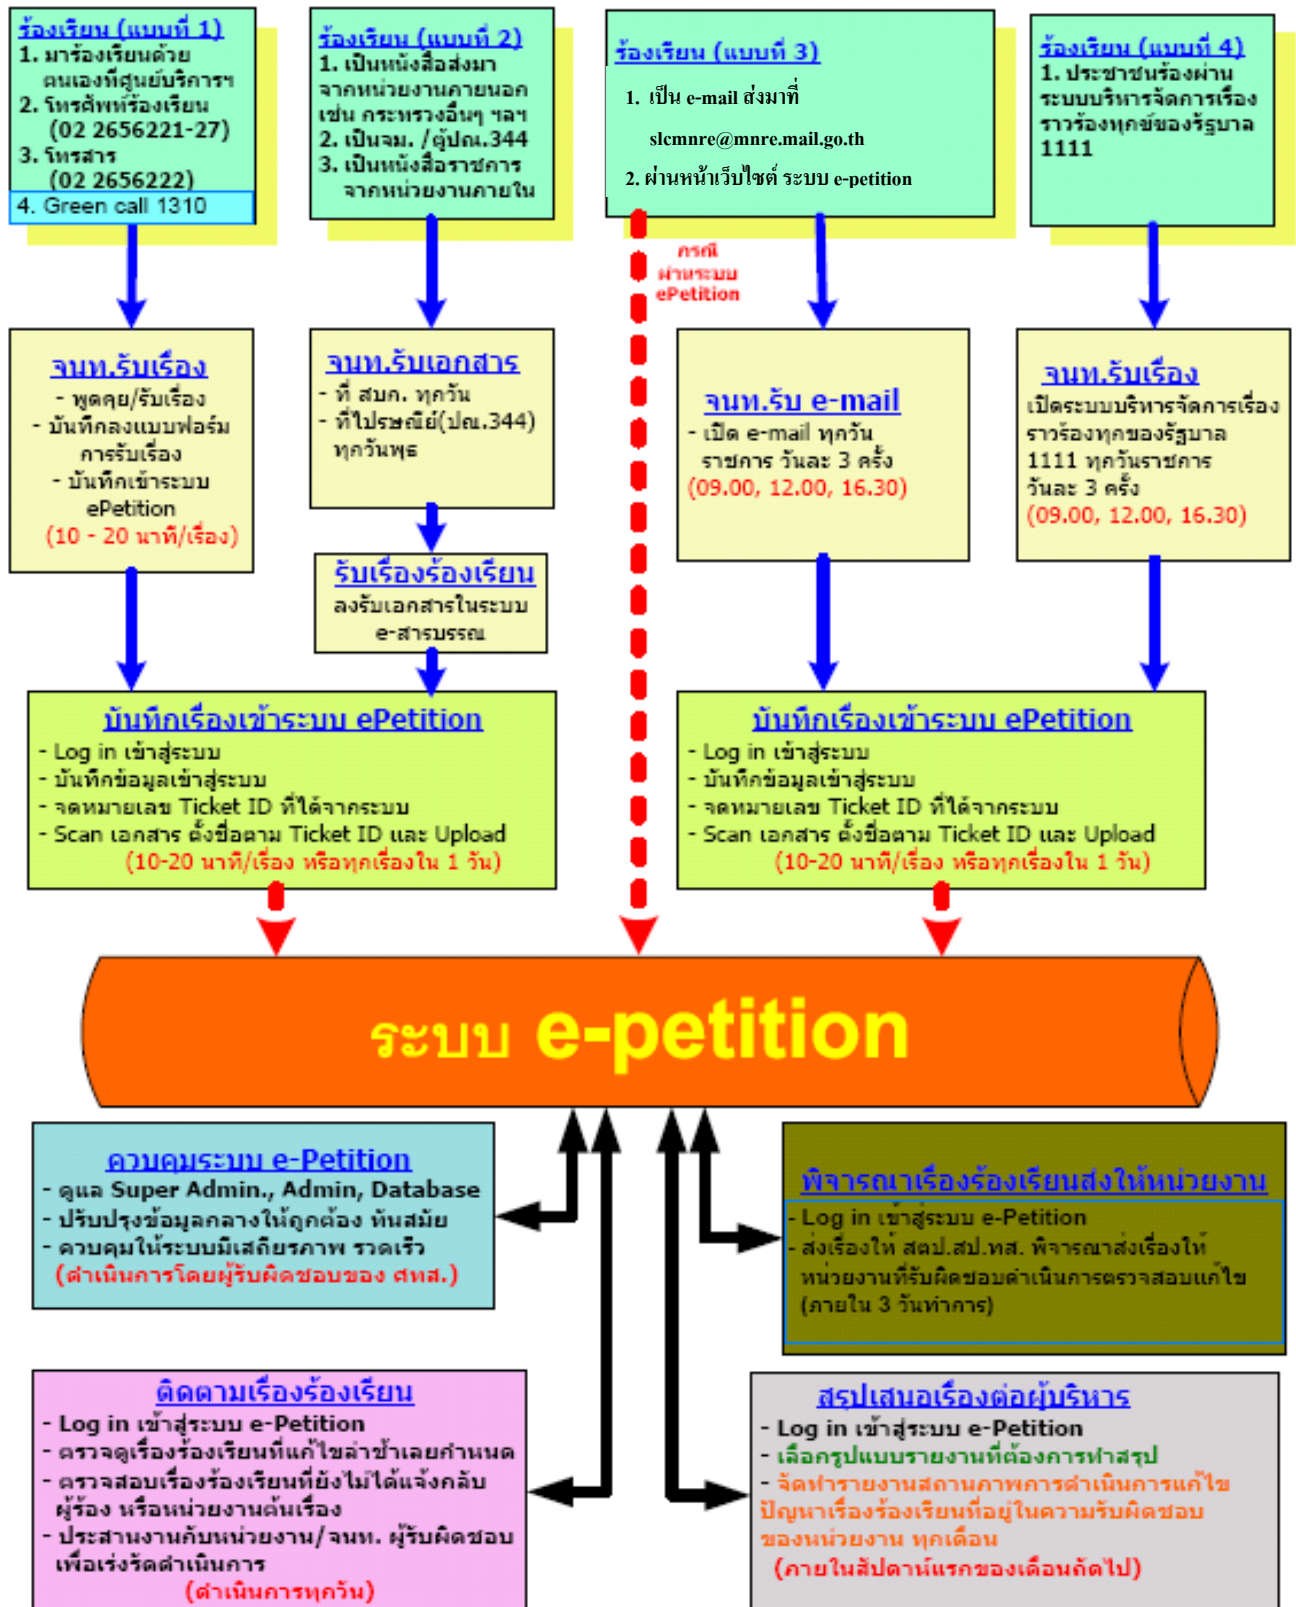 ร้องเรียน (แบบที่ 1)
1. มาร้องเรียนด้วย
ตนเองที่ศูนย์บริการฯ
2. โทรศัพท์ร้องเรียน
(02 2656221-27)
3. โทรสาร
(02 2656222)
4. Green call 1310
ร้องเรียน (แบบที่ 2)
1. เป็นหนังสือส่งมา
จากหน่วยงานภายนอก
เช่น กระทรวงอื่นๆ ฯลฯ
2. เป็นจม. /ตู้ปณ.344
3. เป็นหนังสือราชการ
จากหน่วยงานภายใน
ร้องเรียน (แบบที่ 3)
1. เป็น e-mail ส่งมาที่
slcmnre@mnre.mail.go.th
2. ผ่านหน้าเว็บไซต์ ระบบ e-petition
ร้องเรียน (แบบที่ 4)
1. ประชาชนร้องผ่าน
ระบบบริหารจัดการเรื่อง
ราวร้องทุกข์ของรัฐบาล
1111
กรณี
ผ่านระบบ
ePetition
จนท.รับเรื่อง
- พูดคุย/รับเรื่อง
- บันทึกลงแบบฟอร์ม
การรับเรื่อง
- บันทึกเข้าระบบ
ePetition
(10 - 20 นาที/เรื่อง)
จนท.รับเอกสาร
- ที่ สบก. ทุกวัน
- ที่ไปรษณีย์(ปณ.344)
ทุกวันพุธ
รับเรื่องร้องเรียน
ลงรับเอกสารในระบบ
e-สารบรรณ
จนท.รับ e-mail
- เปิด e-mail ทุกวัน
ราชการ วันละ 3 ครั้ง
(09.00, 12.00, 16.30)
จนท.รับเรื่อง
เปิดระบบบริหารจัดการเรื่อง
ราวร้องทุกของรัฐบาล
1111 ทุกวันราชการ
วันละ 3 ครั้ง
(09.00, 12.00, 16.30)
บันทึกเรื่องเข้าระบบ ePetition
- Log in เข้าสู่ระบบ
- บันทึกข้อมูลเข้าสู่ระบบ
- จดหมายเลข Ticket ID ที่ได้จากระบบ
- Scan เอกสาร ตั้งชื่อตาม Ticket ID และ Upload
(10-20 นาที/เรื่อง หรือทุกเรื่องใน 1 วัน)
บันทึกเรื่องเข้าระบบ ePetition
- Log in เข้าสู่ระบบ
- บันทึกข้อมูลเข้าสู่ระบบ
- จดหมายเลข Ticket ID ที่ได้จากระบบ
- Scan เอกสาร ตั้งชื่อตาม Ticket ID และ Upload
(10-20 นาที/เรื่อง หรือทุกเรื่องใน 1 วัน)
ระบบ e-petition
ควบคุมระบบ e-Petition
- ดูแล Super Admin., Admin, Database
- ปรับปรุงข้อมูลกลางให้ถูกต้อง ทันสมัย
- ควบคุมให้ระบบมีเสถียรภาพ รวดเร็ว
(ดำเนินการโดยผู้รับผิดชอบของ ศทส.)
พิจารณาเรื่องร้องเรียนส่งให้หน่วยงาน
- Log in เข้าสู่ระบบ e-Petition
- ส่งเรื่องให้ สตป.สป.ทส. พิจารณาส่งเรื่องให้
หน่วยงานที่รับผิดชอบดำเนินการตรวจสอบแก้ไข
(ภายใน 3 วันทำการ)
ติดตามเรื่องร้องเรียน
- Log in เข้าสู่ระบบ e-Petition
- ตรวจดูเรื่องร้องเรียนที่แก้ไขล่าช้าเลยกำหนด
- ตรวจสอบเรื่องร้องเรียนที่ยังไม่ได้แจ้งกลับ
ผู้ร้อง หรือหน่วยงานต้นเรื่อง
- ประสานงานกับหน่วยงาน/จนท. ผู้รับผิดชอบ
เพื่อเร่งรัดดำเนินการ
(ดำเนินการทุกวัน)
สรุปเสนอเรื่องต่อผู้บริหาร
- Log in เข้าสู่ระบบ e-Petition
- เลือกรูปแบบรายงานที่ต้องการทำสรุป
- จัดทำรายงานสถานภาพการดำเนินการแก้ไข
ปัญหาเรื่องร้องเรียนที่อยู่ในความรับผิดชอบ
ของหน่วยงาน ทุกเดือน
(ภายในสัปดาห์แรกของเดือนถัดไป)